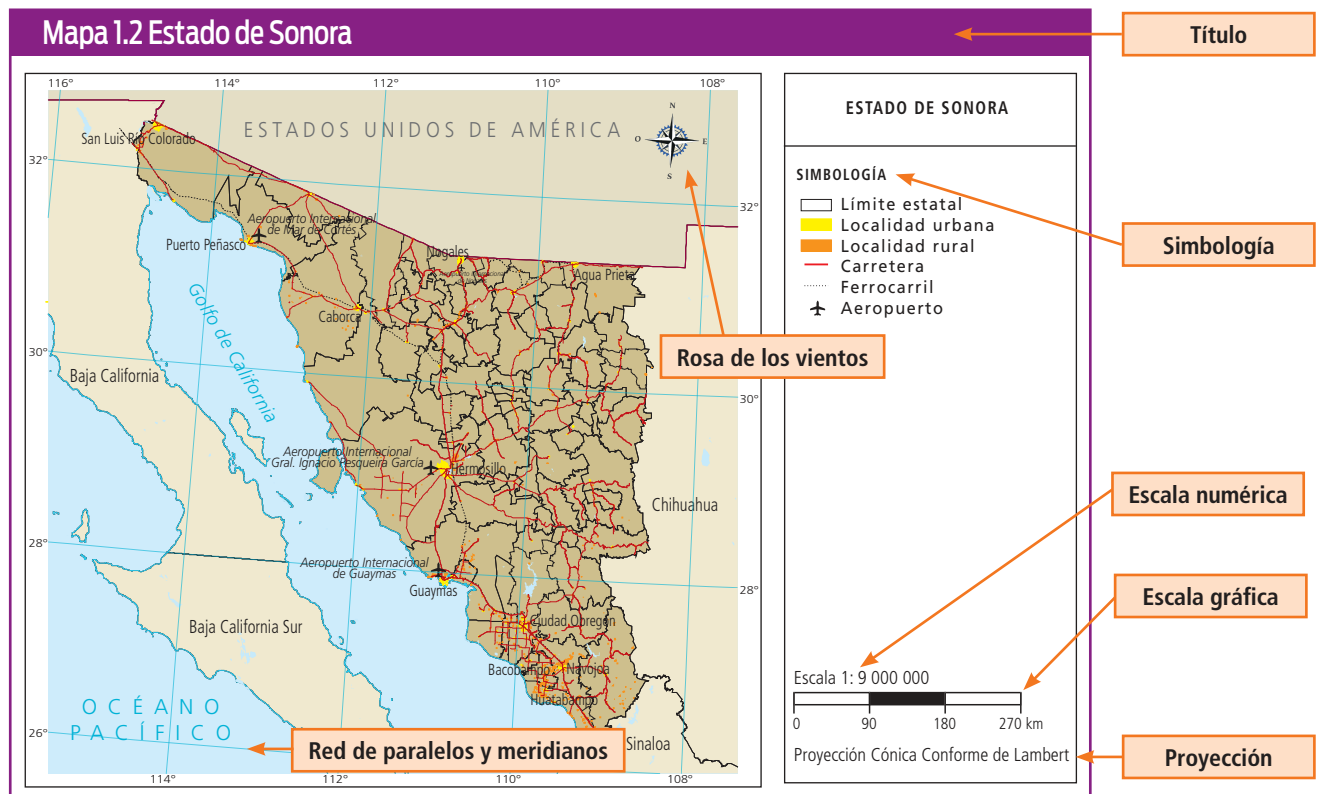 Mapa 1.2 Estado de Sonora
Título
116°
114°
112°
110°
108°
ESTADOS UNIDOS DE AMÉRICA
N
O
E
S
San Luis Río Colorado
32°
32°
Aeropuerto Internacional
de Mar de Cortés
Puerto Peñasco
Nogales
Agua Prieta
Golfo de California
Caborca
30°
30°
Baja California
Rosa de los vientos
Aeropuerto Internacional
Gral. Ignacio Pesqueira García
Hermosillo
Chihuahua
28°
28°
Aeropuerto Internacional
de Guaymas
Guaymas
Baja California Sur
Ciudad Obregón
Bacobampo
Navojoa
Huatabampo
OCÉANO
PACÍFICO
26°
Red de paralelos y meridianos
Sinaloa
114°
112°
110°
108°
ESTADO DE SONORA
SIMBOLOGÍA
Límite estatal
Localidad urbana
Localidad rural
Carretera
Ferrocarril
Aeropuerto
Simbología
Escala numérica
Escala gráfica
Escala 1: 9 000 000
0 90 180 270 km
Proyección Cónica Conforme de Lambert
Proyección